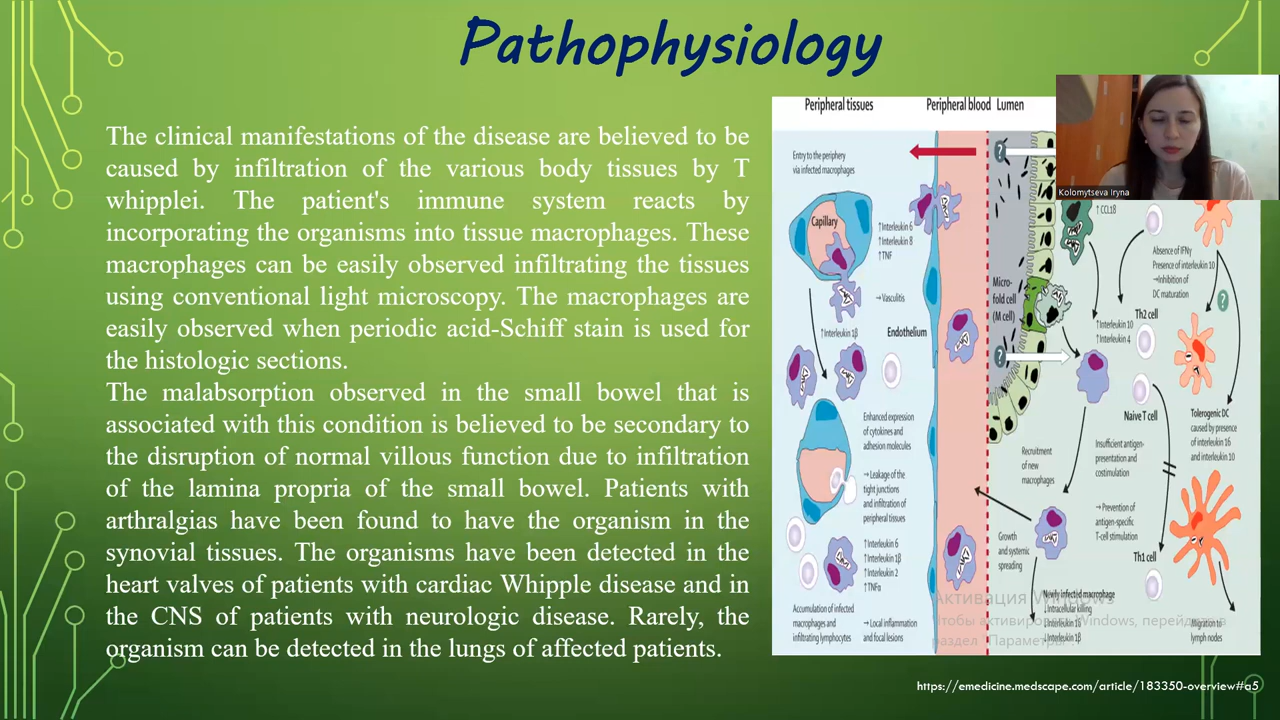 Pathophysiology
The clinical manifestations of the disease are believed to be
caused by infiltration of the various body tissues by T
whipplei. The patient's immune system reacts by
incorporating the organisms into tissue macrophages. These
macrophages can be easily observed infiltrating the tissues
using conventional light microscopy. The macrophages are
easily observed when periodic acid-Schiff stain is used for
the histologic sections.
The malabsorption observed in the small bowel that is
associated with this condition is believed to be secondary to
the disruption of normal villous function due to infiltration
of the lamina propria of the small bowel. Patients with
arthralgias have been found to have the organism in the
synovial tissues. The organisms have been detected in the
heart valves of patients with cardiac Whipple disease and in
the CNS of patients with neurologic disease. Rarely, the
organism can be detected in the lungs of affected patients.
Peripheral tissues
Peripheral blood
Lumen
Entry to the periphery
via infected macrophages
Capillary
↑Interleukin 6
↑Interleukin 8
↑TNF
→Vasculitis
↑Interleukin 1β
Endothelium
Enhanced expression
of cytokines and
adhesion molecules
→Leakage of the
tight junctions
and infiltration of
peripheral tissues
↑Interleukin 6
↑Interleukin 1β
↑Interleukin 2
↑TNFα
Accumulation of infected
macrophages and
infiltrating lymphocytes
→Local inflammation
and focal lesions
?
Micro-
fold cell
(M cell)
?
↑CCL18
Absence of IFNγ
Presence of interleukin 10
→Inhibition of
DC maturation
?
Th2 cell
↑Interleukin 10
↑Interleukin 4
Naive T cell
Tolerogenic DC
caused by presence
of interleukin 16
and interleukin 10
Recruitment
of new
macrophages
Insufficient antigen-
presentation and
costimulation
→Prevention of
antigen-specific
T-cell stimulation
Growth
and systemic
spreading
Th1 cell
Newly infected macrophage
↓Intracellular killing
↓Interleukin 1β
Migration to
lymph nodes
Kolomytseva Iryna
Активация Windows
Чтобы активировать Windows, перейдите в
раздел "Параметры".
https://emedicine.medscape.com/article/183350-overview#a5